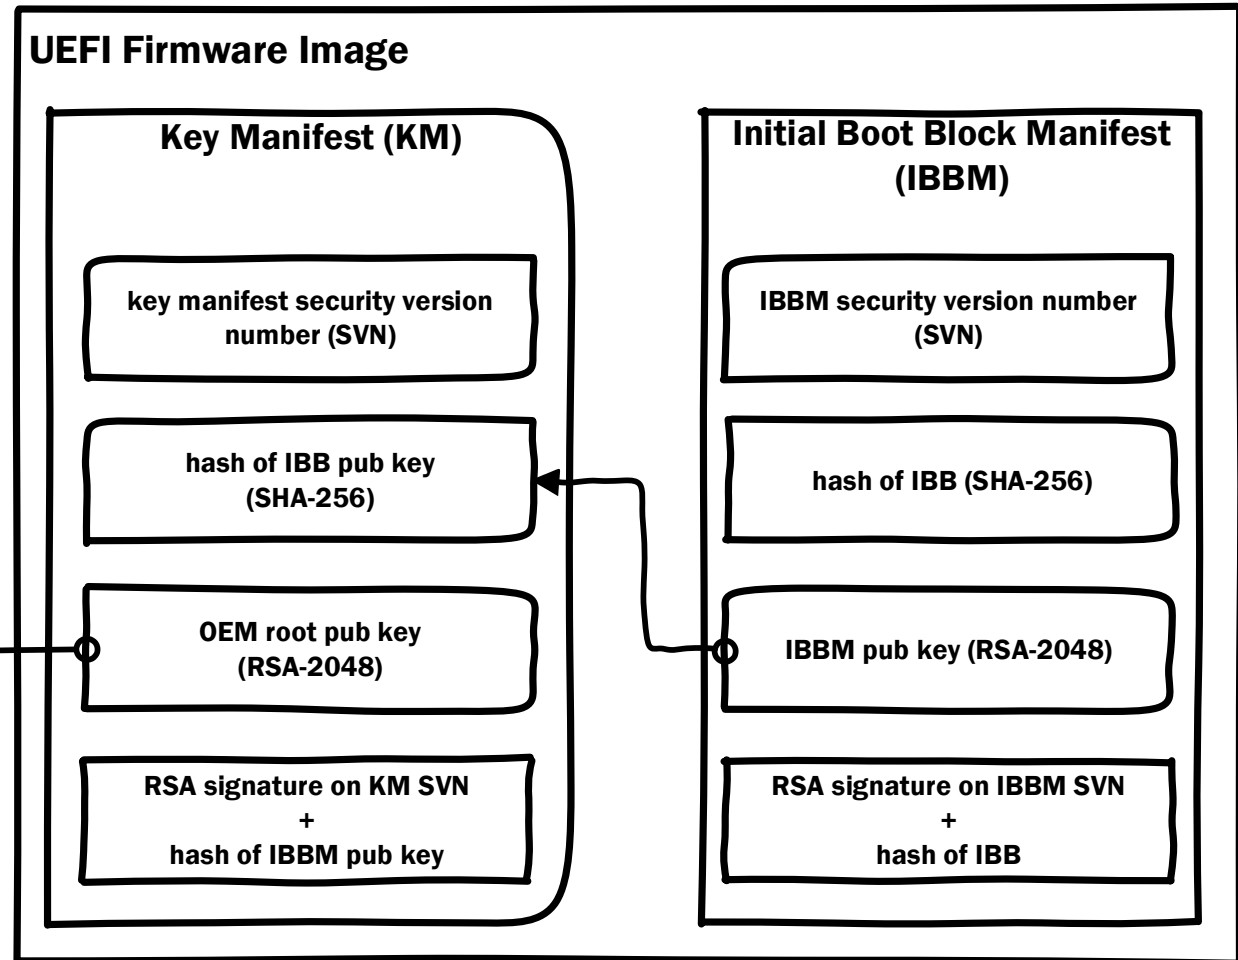 UEFI Firmware Image
Key Manifest (KM)
key manifest security version
number (SVN)
hash of IBB pub key
(SHA-256)
OEM root pub key
(RSA-2048)
RSA signature on KM SVN
+
hash of IBBM pub key
Initial Boot Block Manifest
(IBBM)
IBBM security version number
(SVN)
hash of IBB (SHA-256)
IBBM pub key (RSA-2048)
RSA signature on IBBM SVN
+
hash of IBB